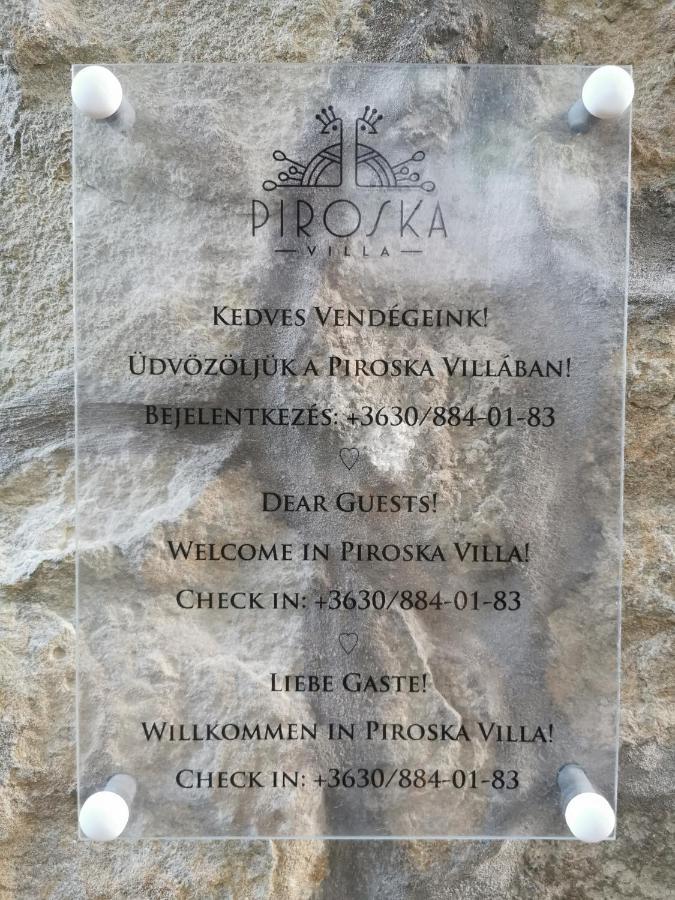 PIROSKA
VILLA
KEDVES VENDÉGEINK!
ÜDVÖZÖLJÜK A PIROSKA VILLÁBAN!
BEJELENTKEZÉS: +3630/884-01-83
♡
DEAR GUESTS!
WELCOME IN PIROSKA VILLA!
CHECK IN: +3630/884-01-83
♡
LIEBE GASTE!
WILLKOMMEN IN PIROSKA VILLA!
CHECK IN: +3630/884-01-83